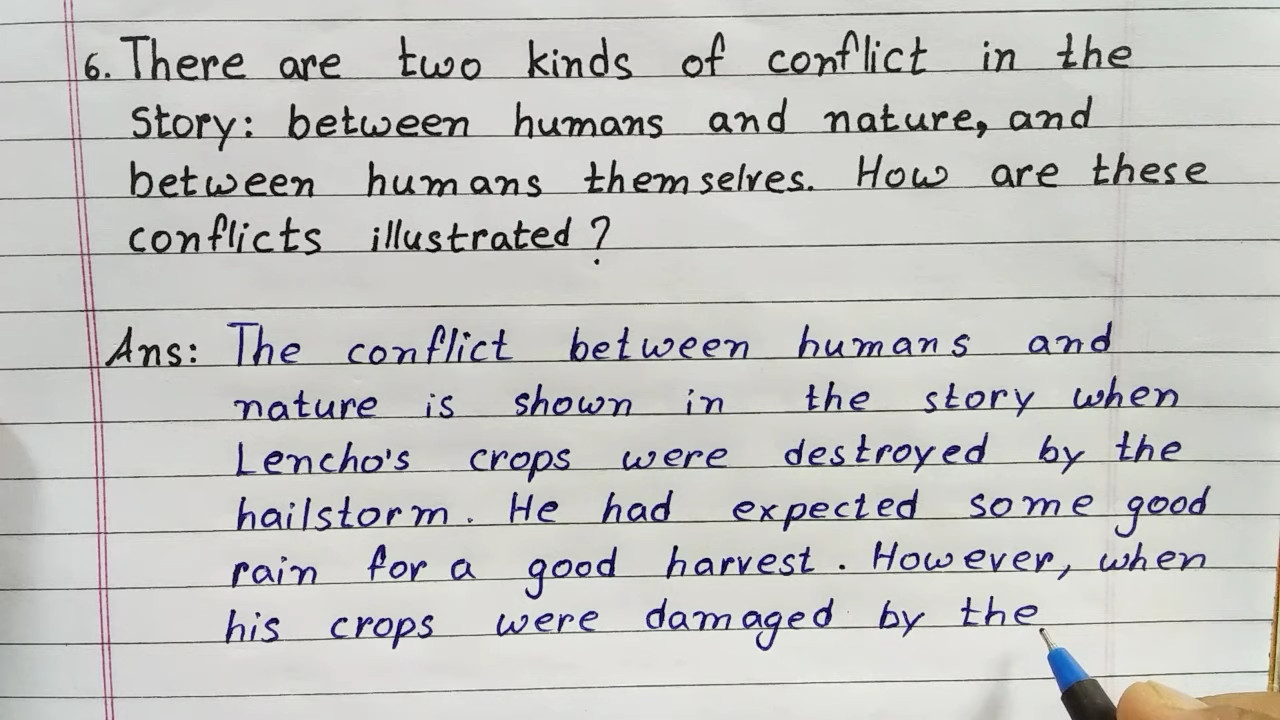 6. There are two kinds of conflict in the
story: between humans and nature, and
between humans themselves. How are these
conflicts illustrated?
Ans: The conflict between humans and
nature is shown in the story when
Lencho's crops were destroyed by the
hailstorm. He had expected some good
rain for a good harvest. However, when
his crops were damaged by the